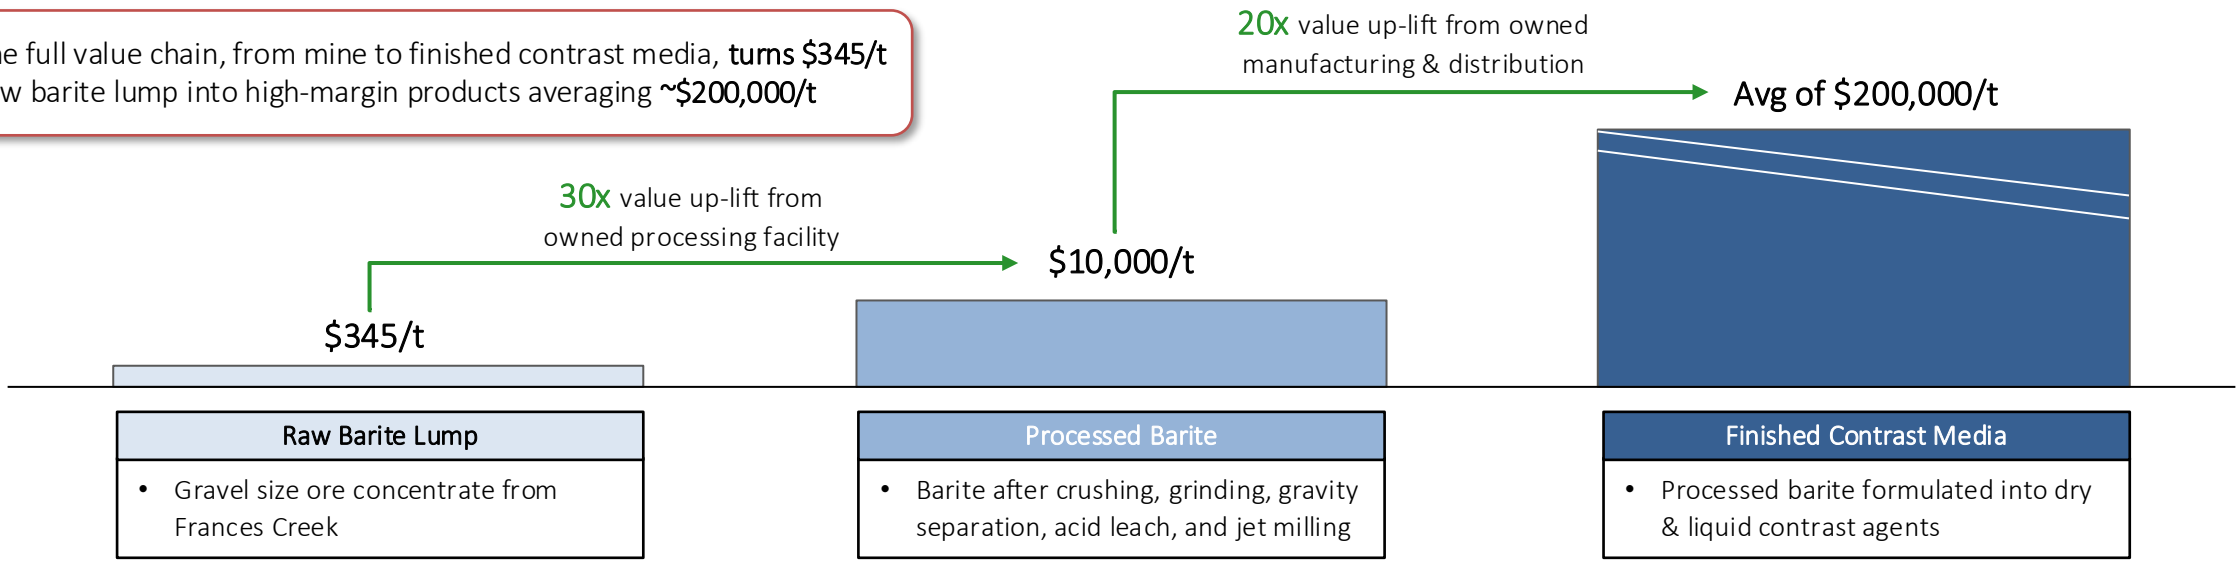 full value chain, from mine to finished contrast media, turns $345/t
barite lump into high-margin products averaging ~$200,000/t
20x value up-lift from owned
manufacturing & distribution
Avg of $200,000/t
30x value up-lift from
owned processing facility
$10,000/t
$345/t
Raw Barite Lump
• Gravel size ore concentrate from
Frances Creek
Processed Barite
• Barite after crushing, grinding, gravity
separation, acid leach, and jet milling
Finished Contrast Media
• Processed barite formulated into dry
& liquid contrast agents